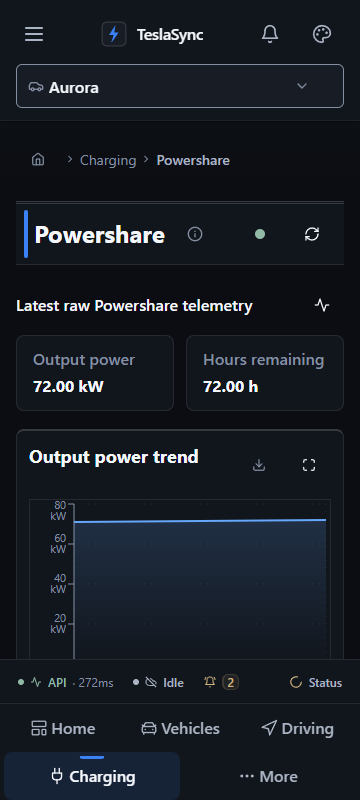 TeslaSync
Aurora
Charging Powershare
Powershare
Latest raw Powershare telemetry
Output power
72.00 kW
Hours remaining
72.00 h
Output power trend
80
kW
60
kW
40
kW
20
kW
API · 272ms
Idle
2
Status
Home
Vehicles
Driving
Charging
More